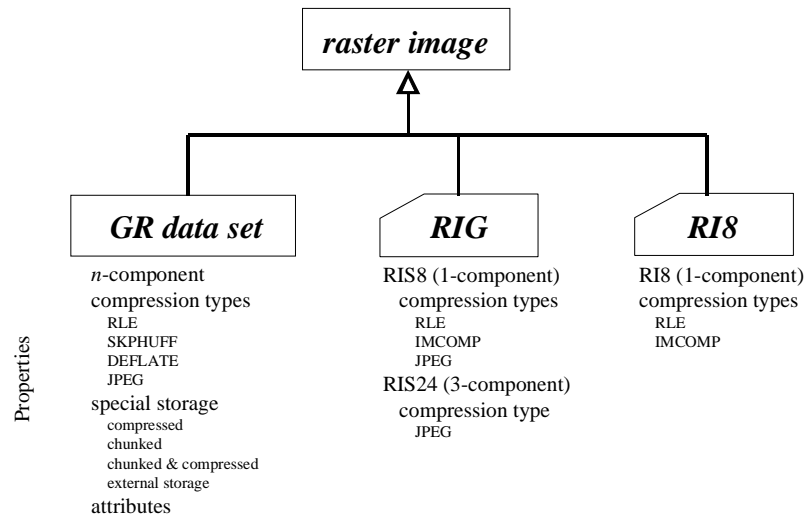 raster image
GR data set
n-component
compression types
RLE
SKPHUFF
DEFLATE
JPEG
special storage
compressed
chunked
chunked & compressed
external storage
attributes
RIG
RIS8 (1-component)
compression types
RLE
IMCOMP
JPEG
RIS24 (3-component)
compression type
JPEG
RI8
RI8 (1-component)
compression types
RLE
IMCOMP
Properties